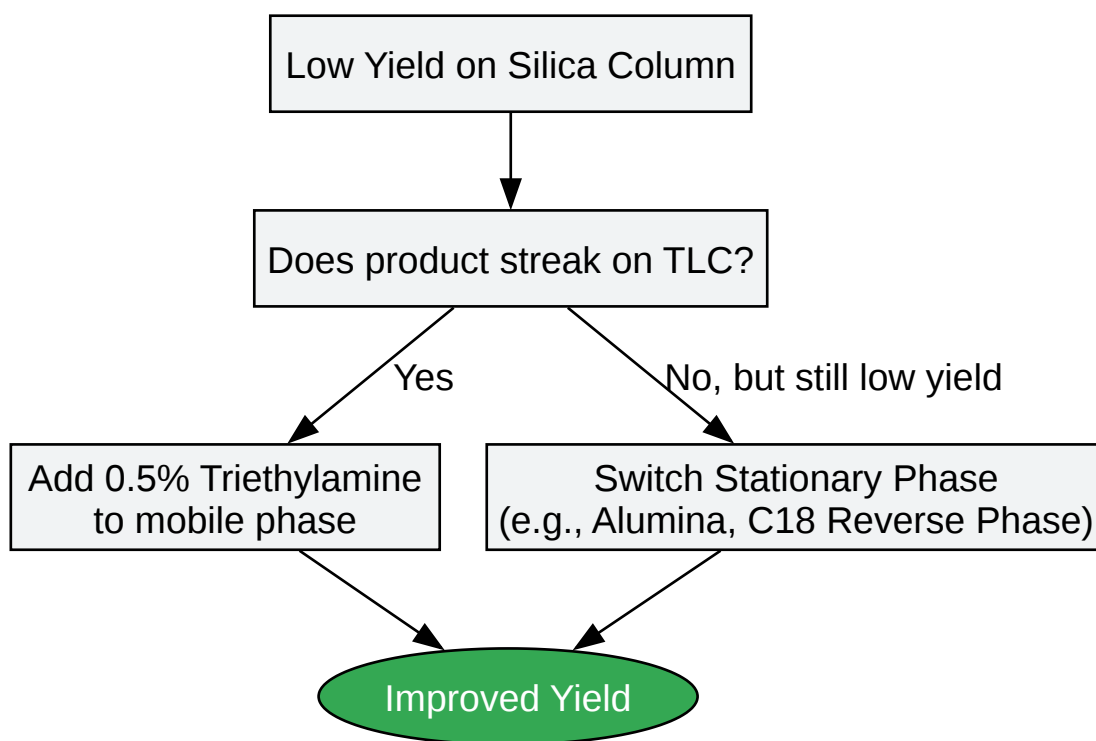 Low Yield on Silica Column
Does product streak on TLC?
Yes
No, but still low yield
Add 0.5% Triethylamine
to mobile phase
Switch Stationary Phase
(e.g., Alumina, C18 Reverse Phase)
Improved Yield